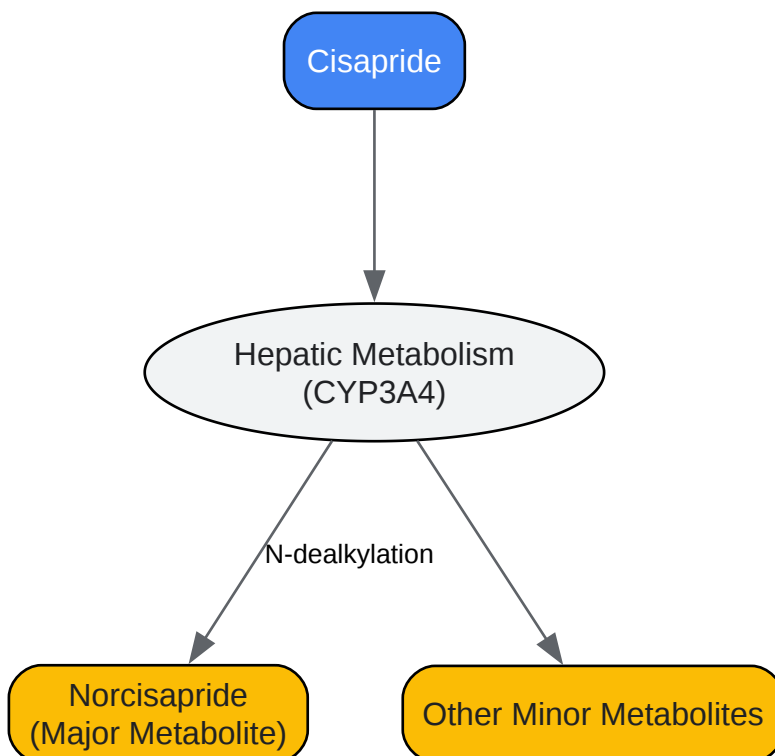 Cisapride
Hepatic Metabolism
(CYP3A4)
N-dealkylation
Norcisapride
(Major Metabolite)
Other Minor Metabolites